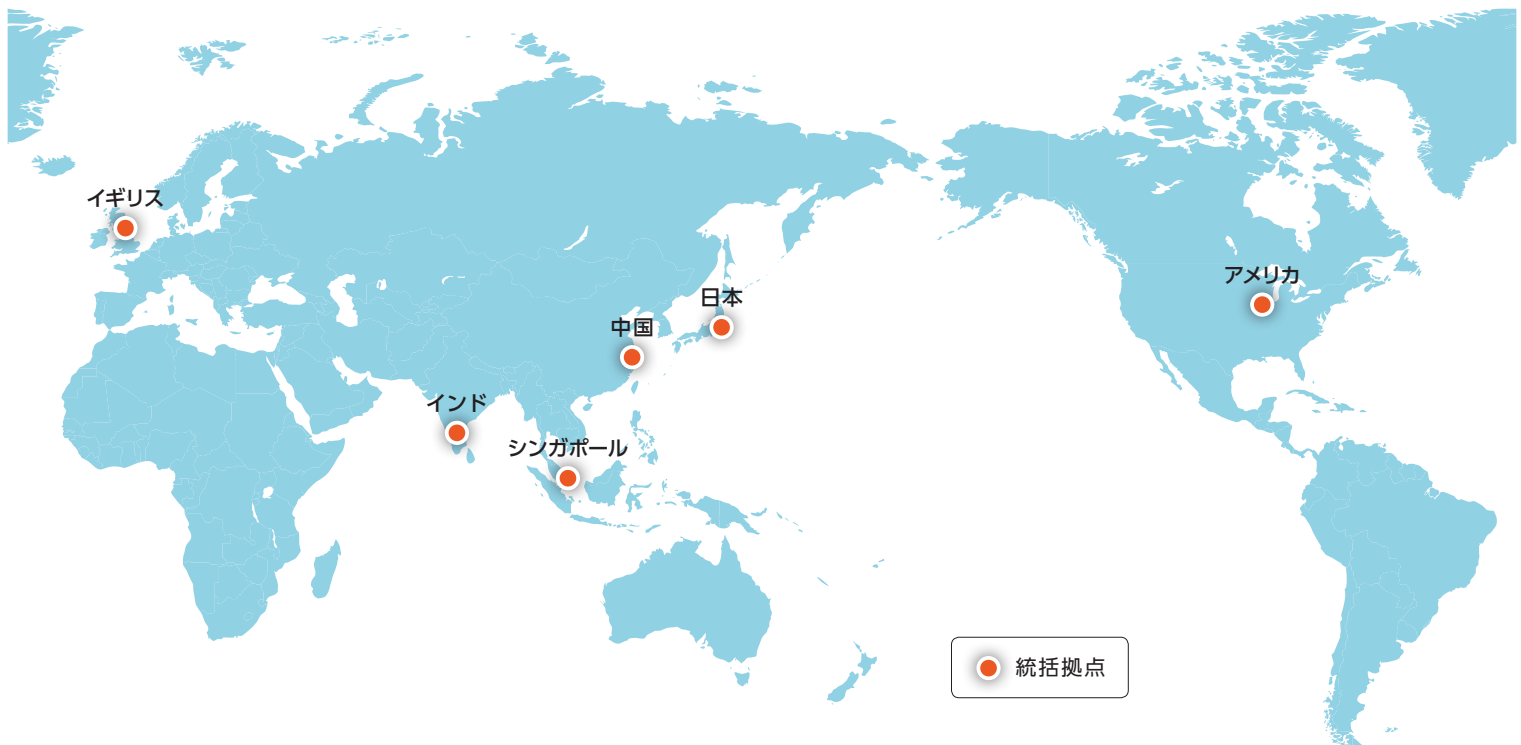 イギリス
アメリカ
日本
中国
インド
シンガポール
統括拠点